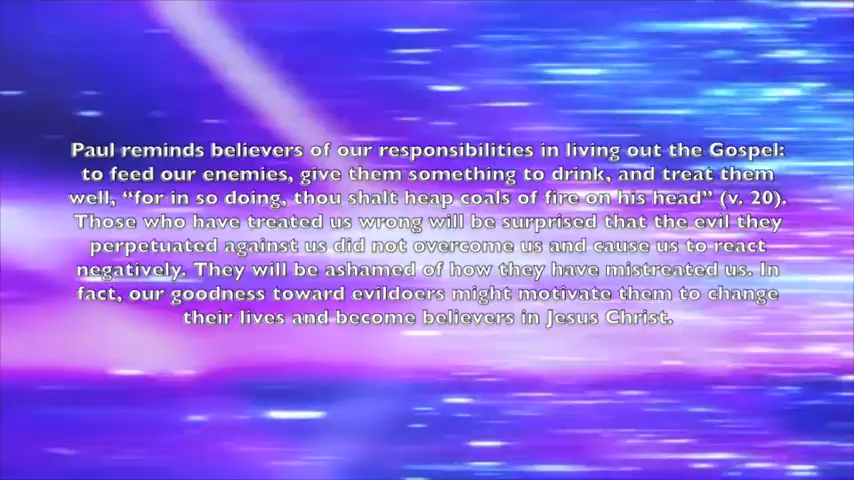 Paul reminds believers of our responsibilities in living out the Gospel:
to feed our enemies, give them something to drink, and treat them
well, “for in so doing, thou shalt heap coals of fire on his head” (v. 20).
Those who have treated us wrong will be surprised that the evil they
perpetuated against us did not overcome us and cause us to react
negatively. They will be ashamed of how they have mistreated us. In
fact, our goodness toward evildoers might motivate them to change
their lives and become believers in Jesus Christ.